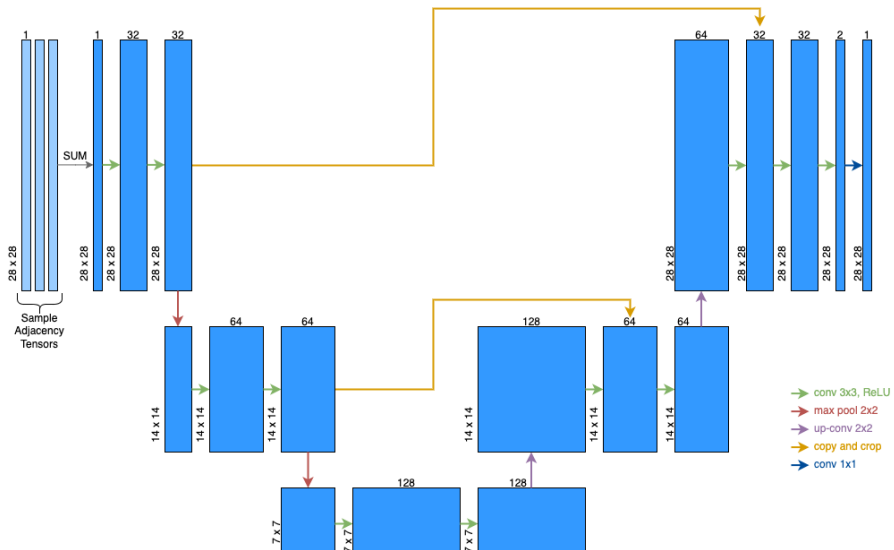 1
1
32
32
64
32
32
2
1
SUM
28 x 28
28 x 28
28 x 28
28 x 28
28 x 28
28 x 28
28 x 28
28 x 28
28 x 28
Sample
Adjacency
Tensors
64
64
128
64
64
14 x 14
14 x 14
14 x 14
14 x 14
14 x 14
14 x 14
conv 3x3, ReLU
max pool 2x2
up-conv 2x2
copy and crop
conv 1x1
128
128
7 x 7
7 x 7
7 x 7